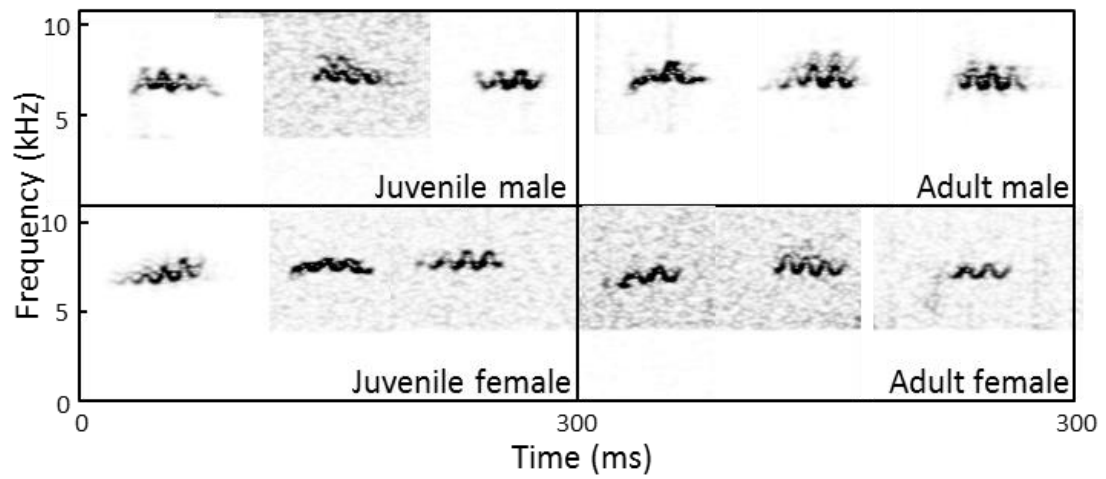 10
5
Juvenile male
Adult male
Frequency (kHz)
10
5
0
Juvenile female
Adult female
0
300
300
Time (ms)